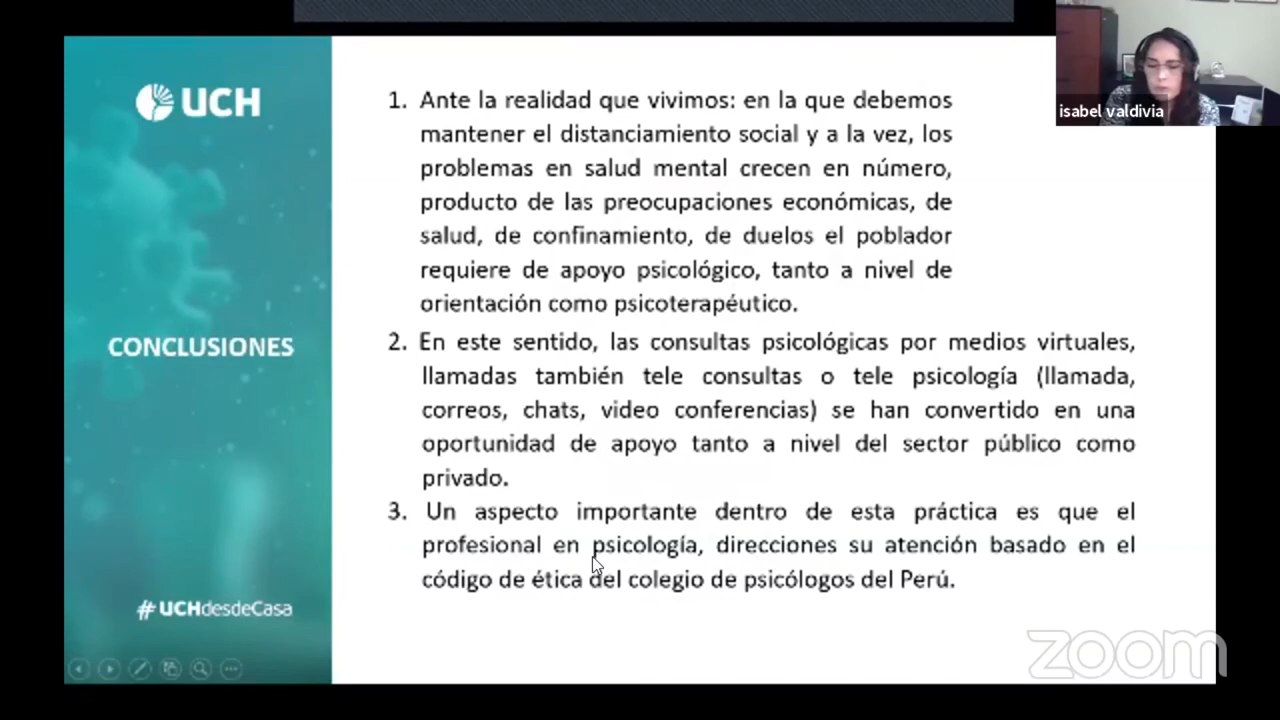 UCH
CONCLUSIONES
#UCHdesdeCasa
1. Ante la realidad que vivimos: en la que debemos
mantener el distanciamiento social y a la vez, los
problemas en salud mental crecen en número,
producto de las preocupaciones económicas, de
salud, de confinamiento, de duelos el poblador
requiere de apoyo psicológico, tanto a nivel de
orientación como psicoterapéutico.
2. En este sentido, las consultas psicológicas por medios virtuales,
llamadas también tele consultas o tele psicología (llamada,
correos, chats, video conferencias) se han convertido en una
oportunidad de apoyo tanto a nivel del sector público como
privado.
3. Un aspecto importante dentro de esta práctica es que el
profesional en psicología, direcciones su atención basado en el
código de ética del colegio de psicólogos del Perú.
isabel valdivia
zoom